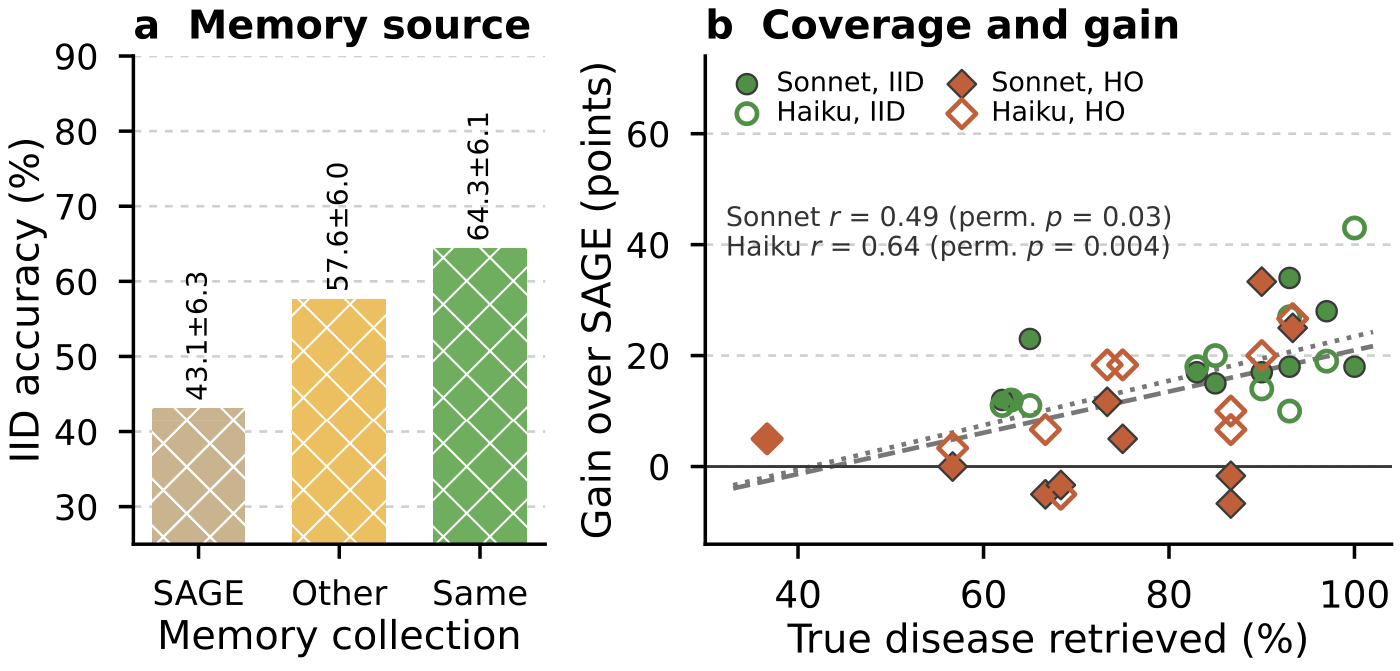 a Memory source
IID accuracy (%)
90
80
70
60
50
40
30
43.1±6.3
57.6±6.0
64.3±6.1
SAGE Other Same
Memory collection
b Coverage and gain
Gain over SAGE (points)
60
40
20
0
Sonnet, IID
Haiku, IID
Sonnet, HO
Haiku, HO
Sonnet r = 0.49 (perm. p = 0.03)
Haiku r = 0.64 (perm. p = 0.004)
40 60 80 100
True disease retrieved (%)